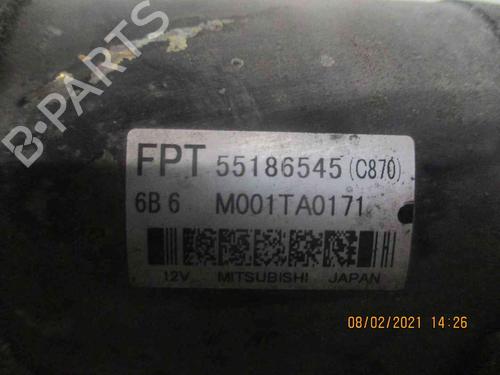 B-PARTS
FPT 55186545 (C870)
6B 6 M001TA0171
12V MITSUBISHI JAPAN
08/02/2021 14:26